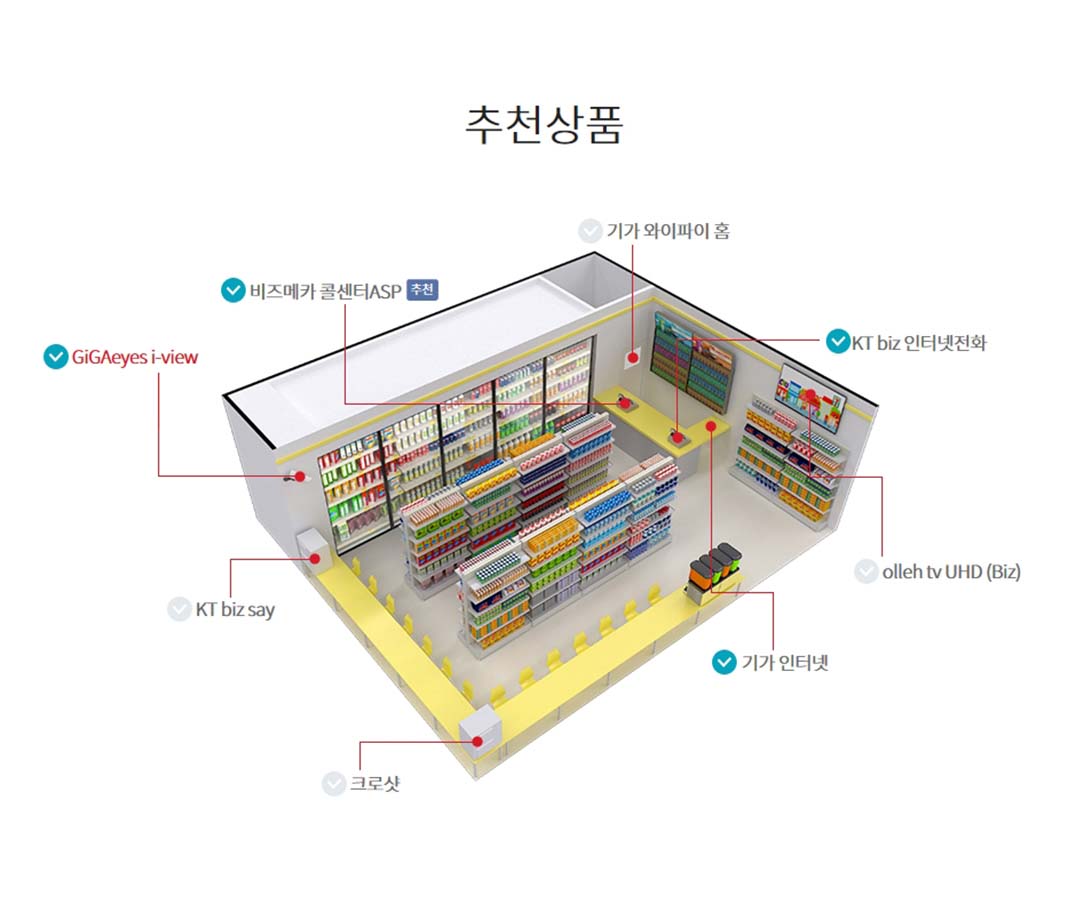 추천상품
기가 와이파이 홈
비즈메카 콜센터ASP 추천
KT biz 인터넷전화
GiGAeyes i-view
olleh tv UHD (Biz)
KT biz say
기가 인터넷
크로샷